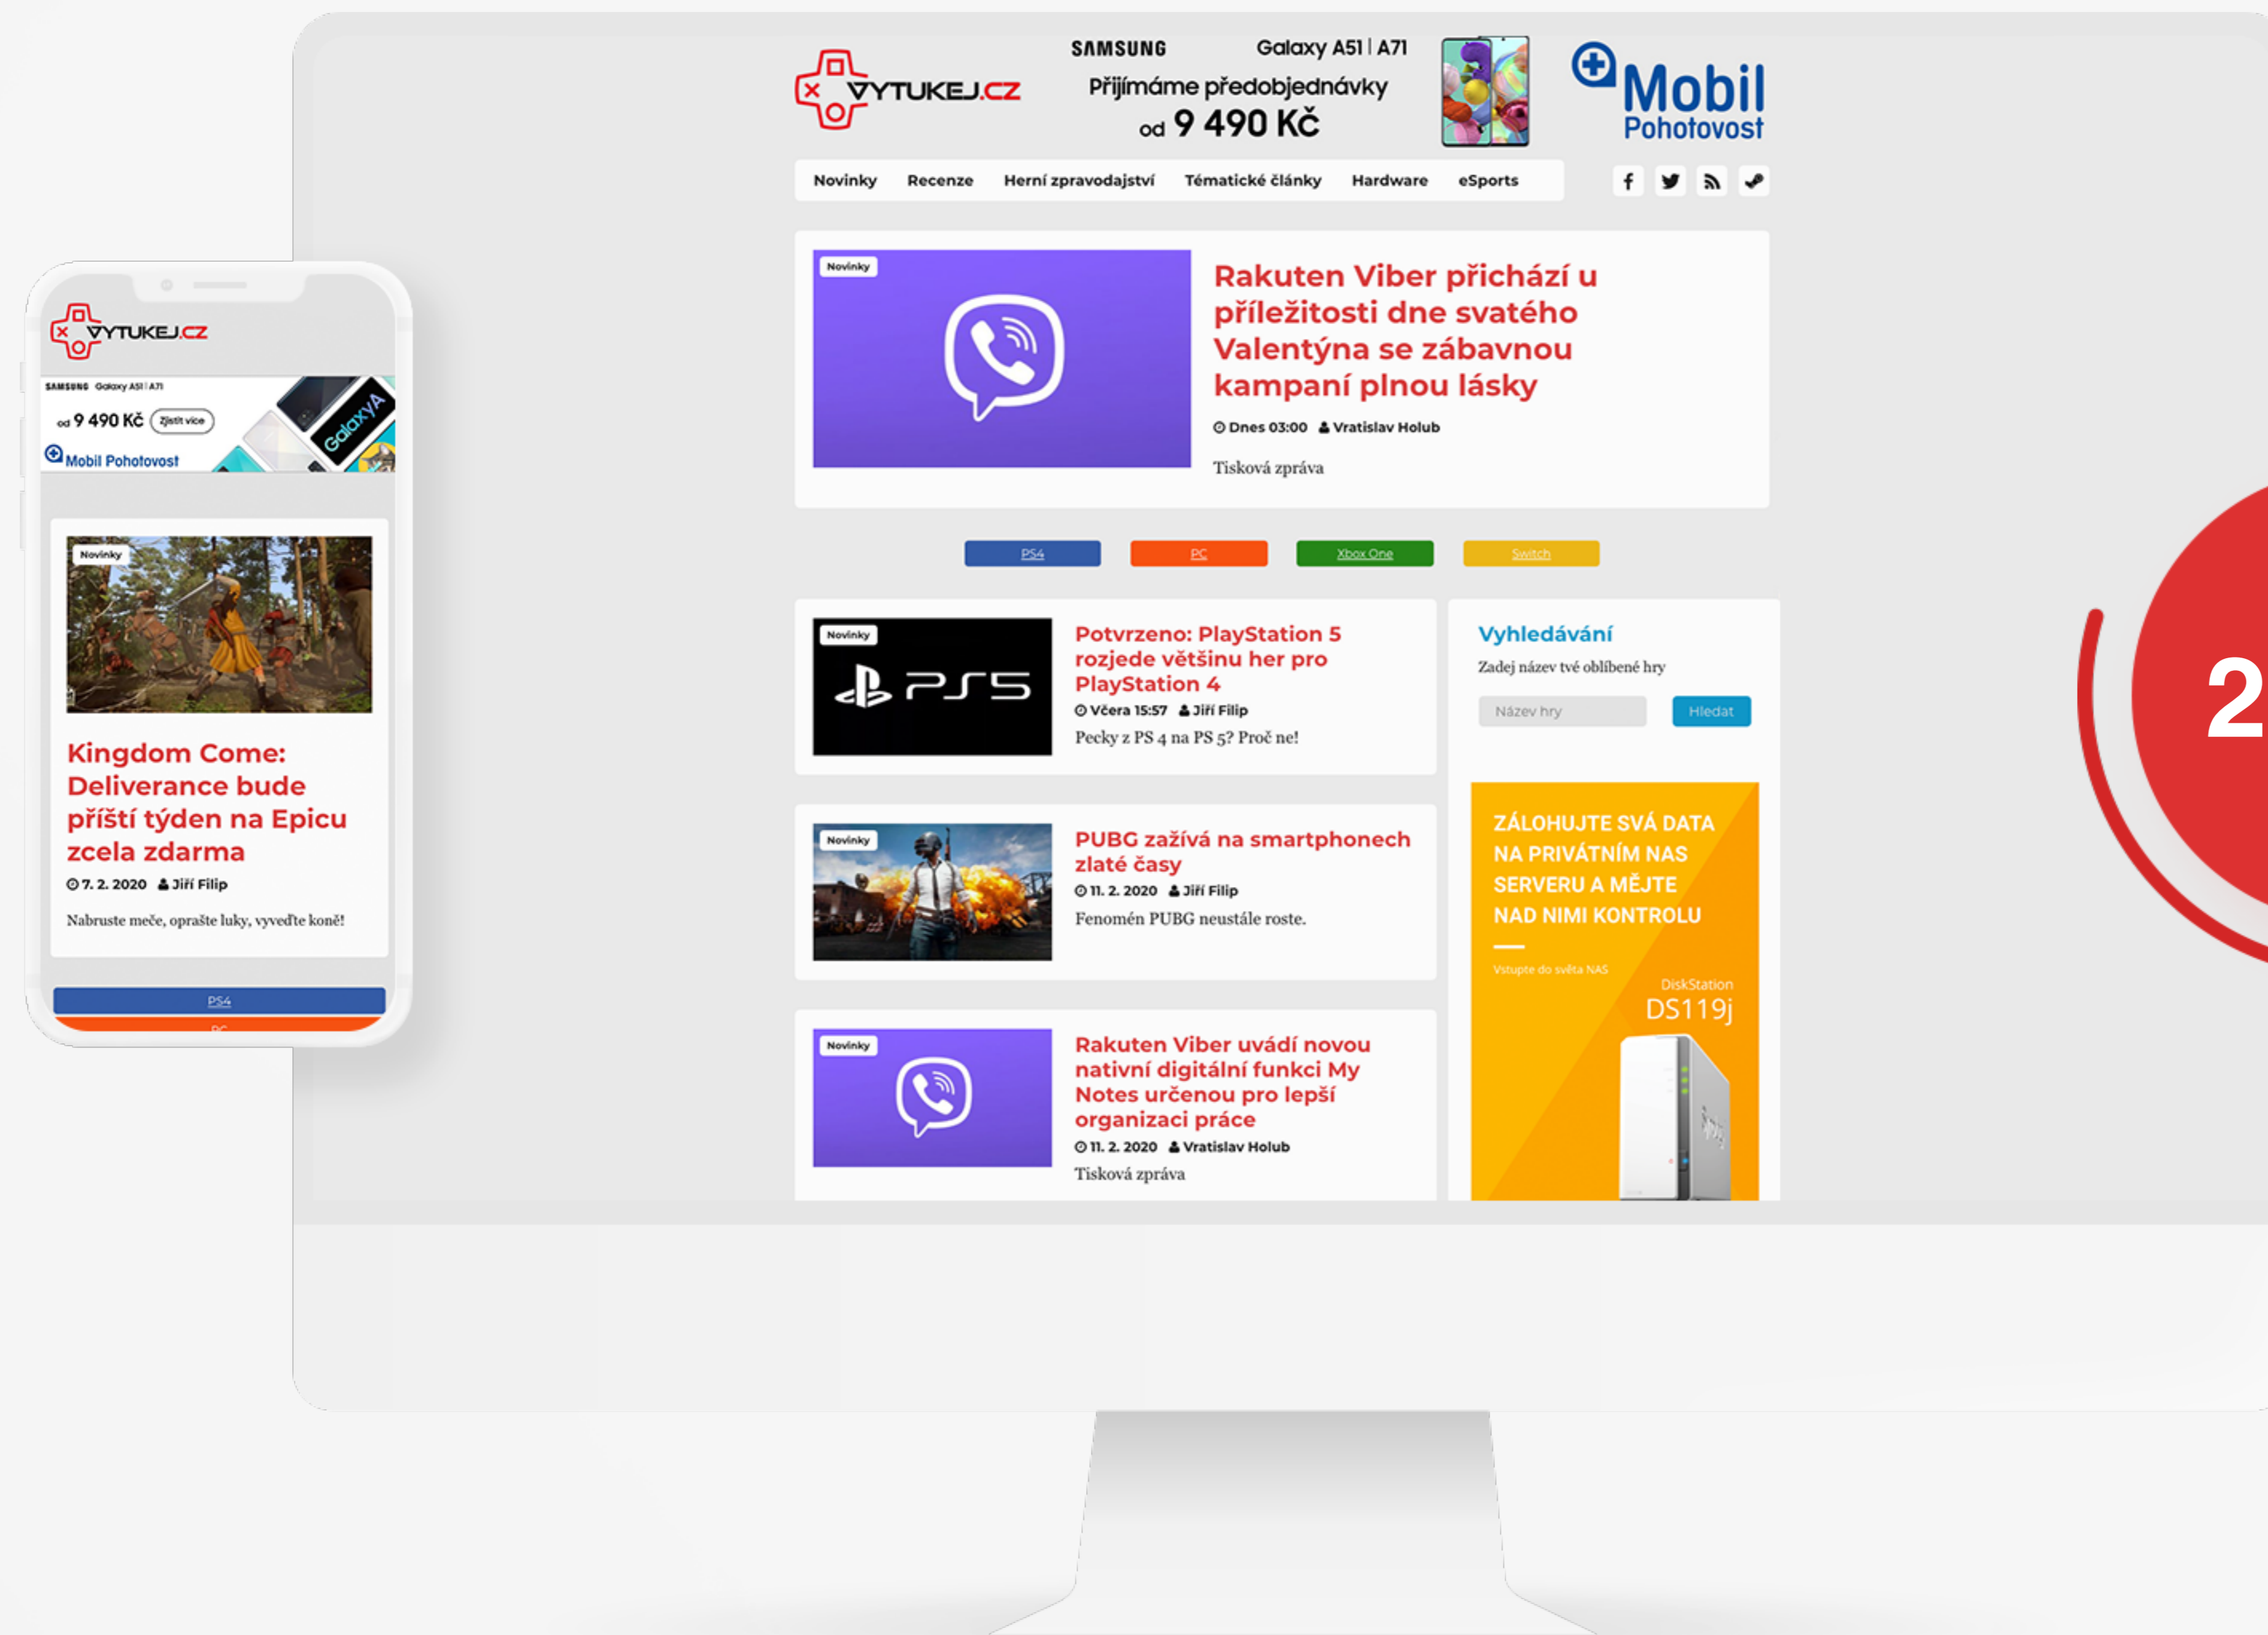 VYTUKEJ.CZ
SAMSUNG Galaxy A51 | A71
Přijímáme předobjednávky
od 9 490 Kč
Mobil
Pohotovost
Novinky Recenze Herní zpravodajství Tématické články Hardware eSports
Novinky
Rakuten Viber přichází u
příležitosti dne svatého
Valentýna se zábavnou
kampaní plnou lásky
Dnes 03:00 Vratislav Holub
Tisková zpráva
PS4 PC Xbox One Switch
Novinky
PS5
Potvrzeno: PlayStation 5
rozjede většinu her pro
PlayStation 4
Včera 15:57 Jiří Filip
Pecky z PS 4 na PS 5? Proč ne!
Novinky
PUBG zažívá na smartphonech
zlaté časy
11. 2. 2020 Jiří Filip
Fenomén PUBG neustále roste.
Novinky
Rakuten Viber uvádí novou
nativní digitální funkci My
Notes určenou pro lepší
organizaci práce
11. 2. 2020 Vratislav Holub
Tisková zpráva
Vyhledávání
Zadej název tvé oblíbené hry
Název hry Hledat
ZÁLOHUJTE SVÁ DATA
NA PRIVÁTNÍM NAS
SERVERU A MĚJTE
NAD NIMI KONTROLU
Vstupte do světa NAS
DiskStation
DS119j
VYTUKEJ.CZ
SAMSUNG Galaxy A51 | A71
od 9 490 Kč Zjistit více
Mobil Pohotovost
GalaxyA
Novinky
Kingdom Come:
Deliverance bude
příští týden na Epicu
zcela zdarma
7. 2. 2020 Jiří Filip
Nabruste meče, oprašte luky, vyveďte koně!
PS4
PC
2